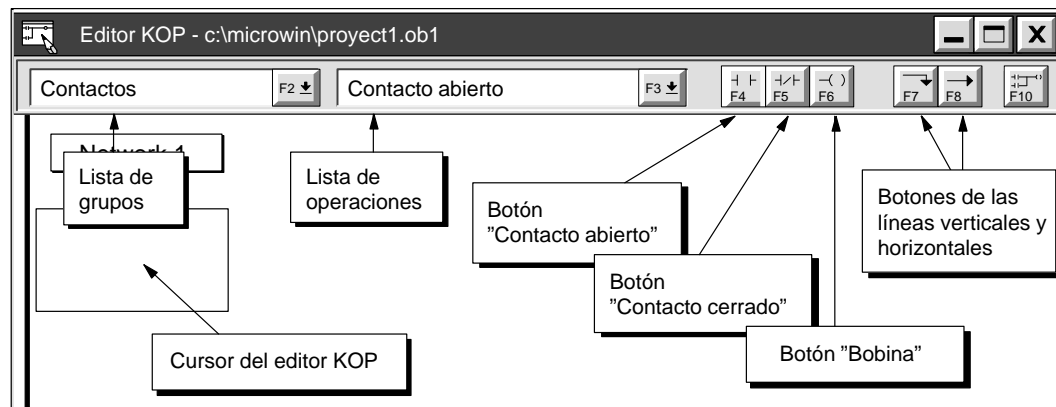 Editor KOP - c:\microwin\proyect1.ob1
Contactos
F2
Contacto abierto
F3
F4
F5
F6
F7
F8
F10
Network 1
Lista de
grupos
Lista de
operaciones
Botón
”Contacto abierto”
Botones de las
líneas verticales y
horizontales
Botón
”Contacto cerrado”
Cursor del editor KOP
Botón ”Bobina”